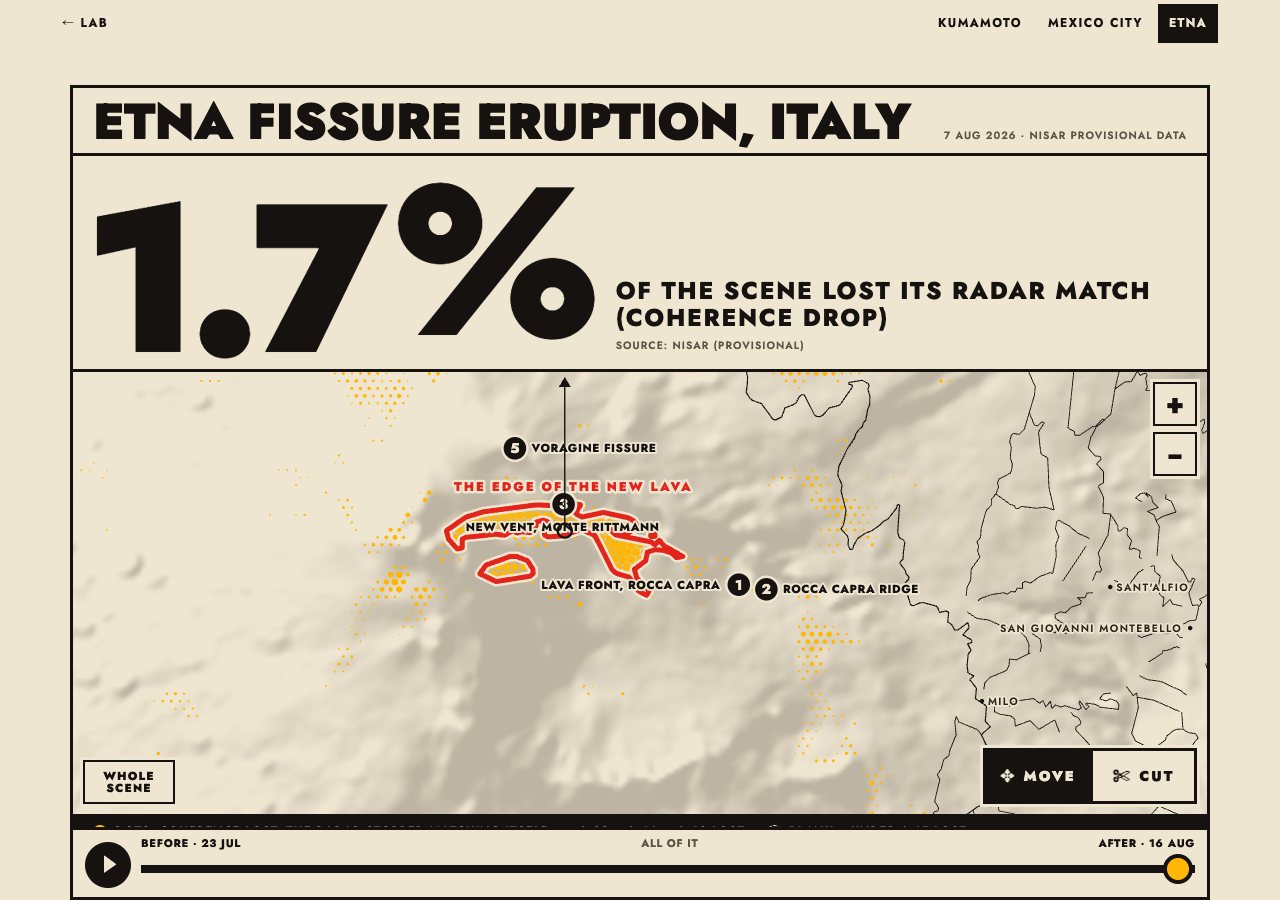 ← LAB
KUMAMOTO
MEXICO CITY
ETNA
ETNA FISSURE ERUPTION, ITALY
7 AUG 2026 · NISAR PROVISIONAL DATA
1.7%
OF THE SCENE LOST ITS RADAR MATCH
(COHERENCE DROP)
SOURCE: NISAR (PROVISIONAL)
+
−
5 VORAGINE FISSURE
THE EDGE OF THE NEW LAVA
3
NEW VENT, MONTE RITTMANN
LAVA FRONT, ROCCA CAPRA 1
2 ROCCA CAPRA RIDGE
SANT'ALFIO
SAN GIOVANNI MONTEBELLO
MILO
WHOLE
SCENE
MOVE
CUT
BEFORE · 23 JUL
ALL OF IT
AFTER · 16 AUG